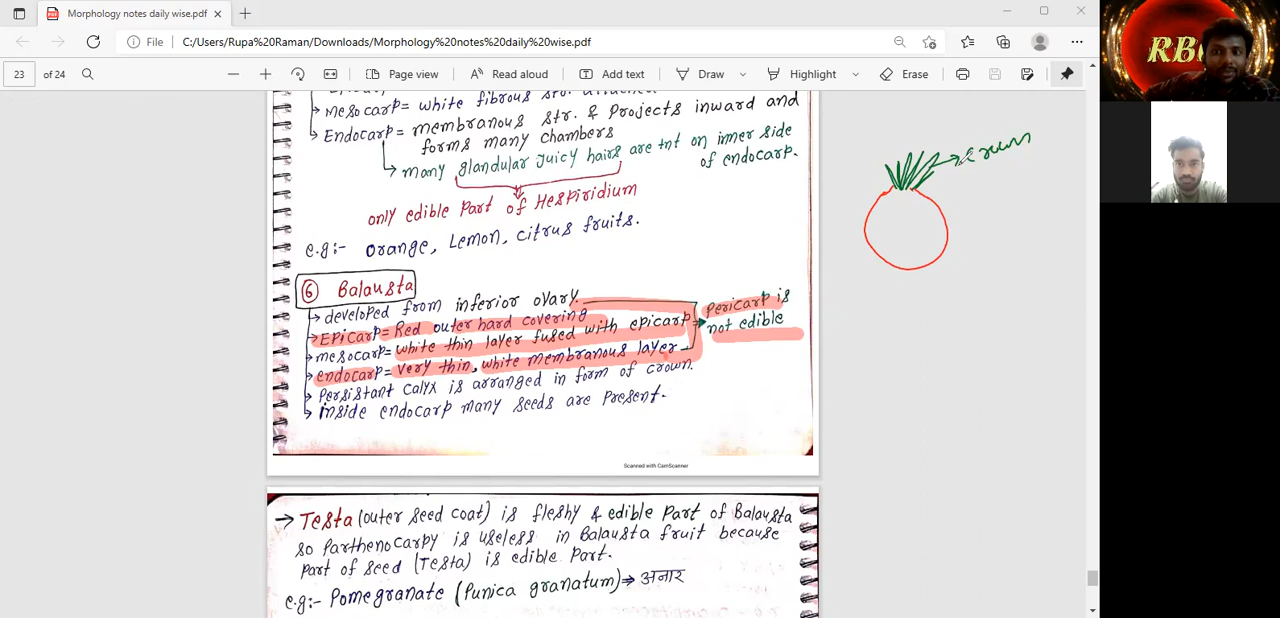 Morphology notes daily wise.pdf
File
C:/Users/Rupa%20Raman/Downloads/Morphology%20notes%20daily%20wise.pdf
23 of 24
Page view
Read aloud
Add text
Draw
Highlight
Erase
RB
Mesocarp = white fibrous str.
Endocarp = membranous str. & Projects inward and
forms many chambers
many glandular Juicy hairs are tnt on inner side
of endocarp.
only edible Part of Hespiridium
e.g:- Orange, Lemon, citrus fruits.
6 Balausta
developed from inferior ovary.
Epicarp = Red outer hard covering
mesocarp = white thin layer fused with epicarp
endocarp = very thin, white membranous layer
Pericarp is
not edible
Persistant calyx is arranged in form of crown.
inside endocarp many seeds are Present.
crown
Scanned with CamScanner
→ Testa (outer seed coat) is fleshy & edible Part of Balausta
so Parthenocarpy is useless in Balausta fruit because
Part of seed (Testa) is edible Part.
e.g:- Pomegranate (Punica granatum) ⇒ अनार